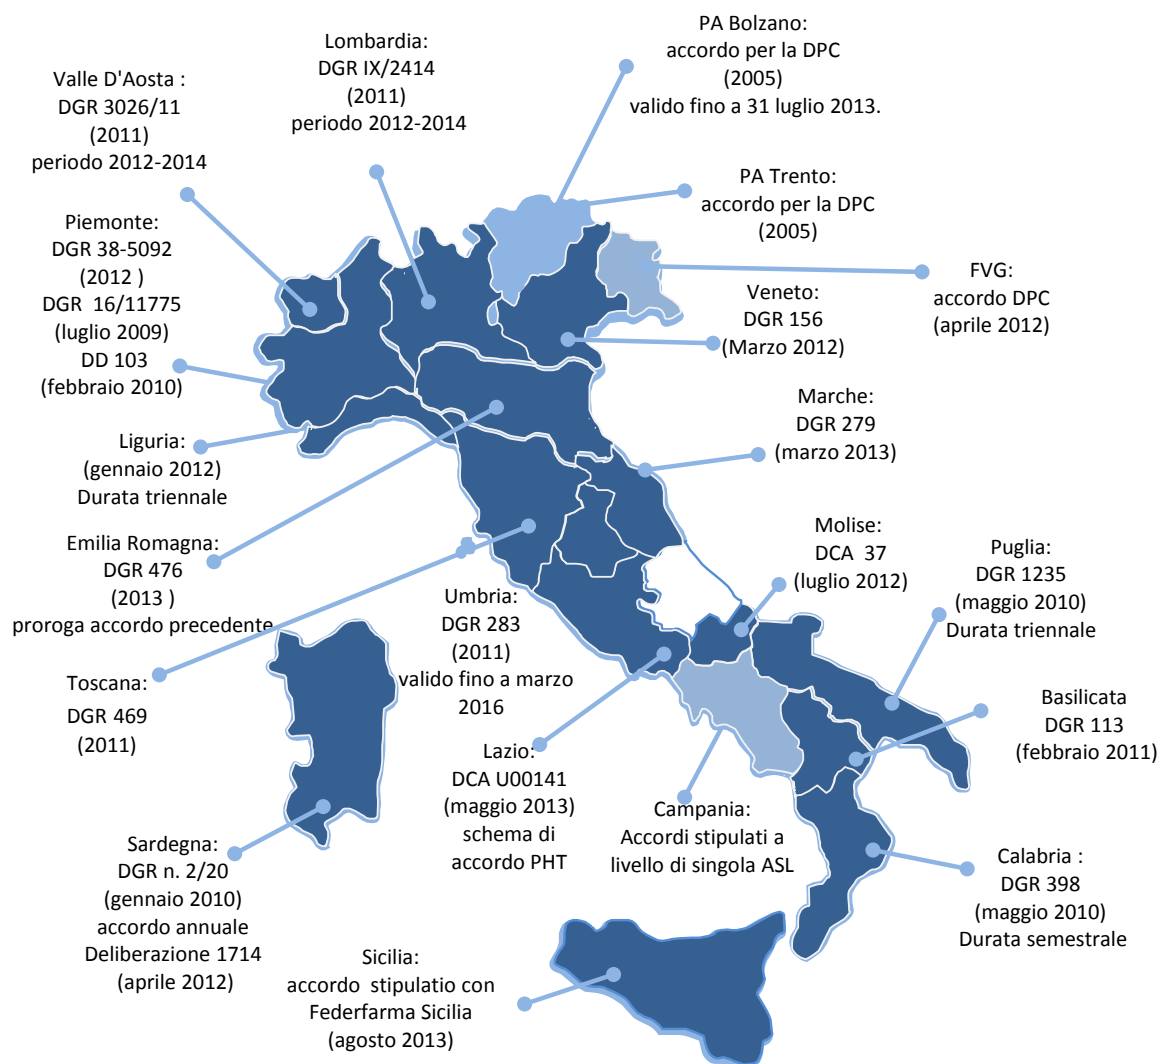 Lombardia:
DGR IX/2414
(2011)
periodo 2012-2014
PA Bolzano:
accordo per la DPC
(2005)
valido fino a 31 luglio 2013.
Valle D'Aosta :
DGR 3026/11
(2011)
periodo 2012-2014
PA Trento:
accordo per la DPC
(2005)
Piemonte:
DGR 38-5092
(2012 )
DGR 16/11775
(luglio 2009)
DD 103
(febbraio 2010)
FVG:
accordo DPC
(aprile 2012)
Veneto:
DGR 156
(Marzo 2012)
Marche:
DGR 279
(marzo 2013)
Liguria:
(gennaio 2012)
Durata triennale
Emilia Romagna:
DGR 476
(2013 )
proroga accordo precedente
Molise:
DCA 37
(luglio 2012)
Puglia:
DGR 1235
(maggio 2010)
Durata triennale
Umbria:
DGR 283
(2011)
valido fino a marzo
2016
Toscana:
DGR 469
(2011)
Basilicata
DGR 113
(febbraio 2011)
Lazio:
DCA U00141
(maggio 2013)
schema di
accordo PHT
Campania:
Accordi stipulati a
livello di singola ASL
Sardegna:
DGR n. 2/20
(gennaio 2010)
accordo annuale
Deliberazione 1714
(aprile 2012)
Calabria :
DGR 398
(maggio 2010)
Durata semestrale
Sicilia:
accordo stipulatio con
Federfarma Sicilia
(agosto 2013)